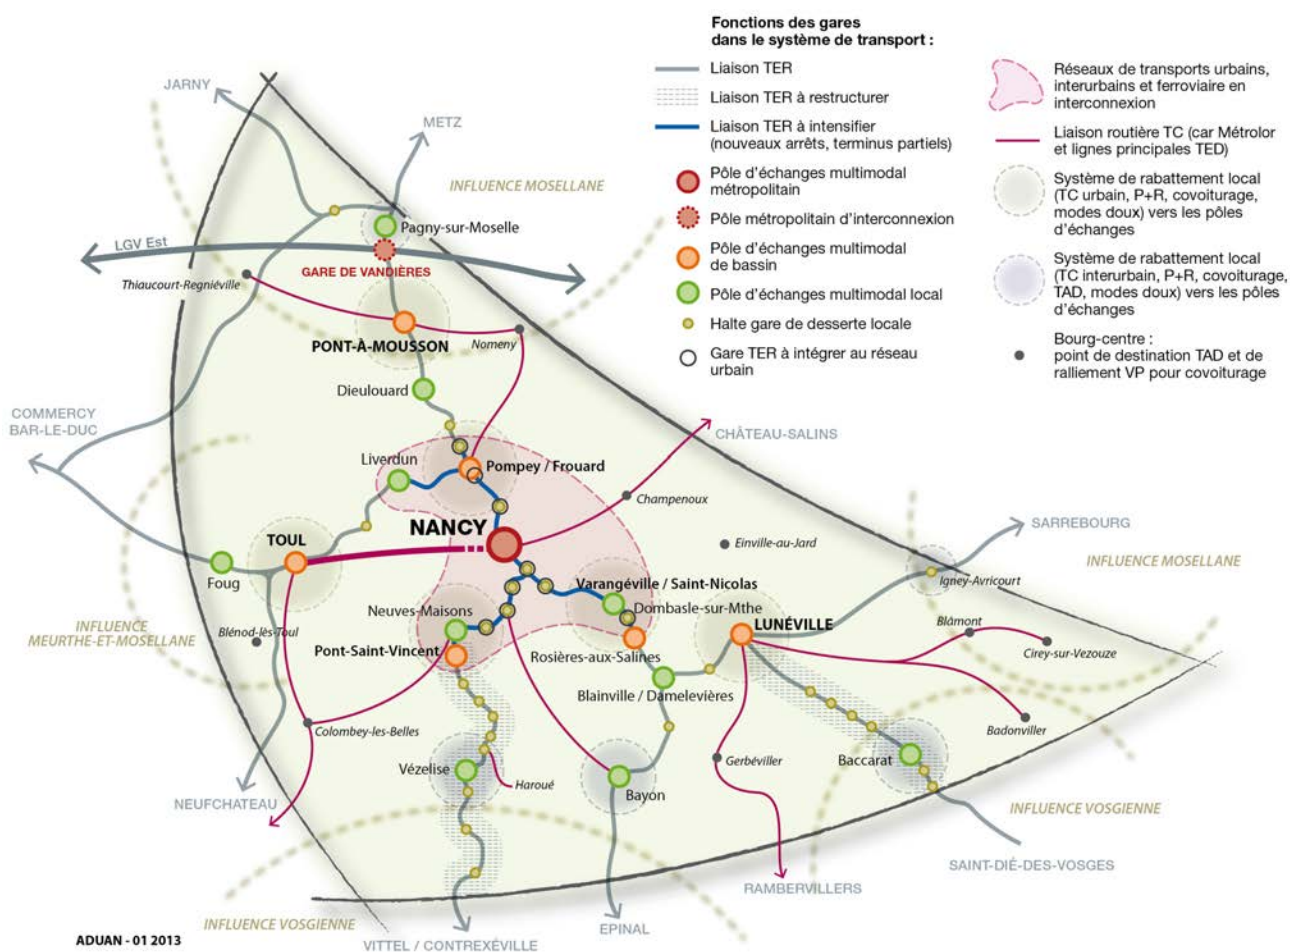 Fonctions des gares
dans le système de transport :
Liaison TER
Liaison TER à restructurer
Liaison TER à intensifier
(nouveaux arrêts, terminus partiels)
Pôle d'échanges multimodal
métropolitain
Pôle métropolitain d'interconnexion
Pôle d'échanges multimodal
de bassin
Pôle d'échanges multimodal local
Halte gare de desserte locale
Gare TER à intégrer au réseau
urbain
Réseaux de transports urbains,
interurbains et ferroviaire en
interconnexion
Liaison routière TC (car Métrolor
et lignes principales TED)
Système de rabattement local
(TC urbain, P+R, covoiturage,
modes doux) vers les pôles
d'échanges
Système de rabattement local
(TC interurbain, P+R, covoiturage,
TAD, modes doux) vers les pôles
d'échanges
Bourg-centre :
point de destination TAD et de
ralliement VP pour covoiturage
JARNY
METZ
INFLUENCE MOSELLANE
Pagny-sur-Moselle
LGV Est
GARE DE VANDIÈRES
Thiaucourt-Regniéville
PONT-À-MOUSSON
Nomeny
Dieulouard
COMMERCY
BAR-LE-DUC
CHÂTEAU-SALINS
Liverdun
Pompey / Frouard
Champenoux
NANCY
SARREBOURG
TOUL
Einville-au-Jard
Foug
Varangéville / Saint-Nicolas
Igney-Avricourt
INFLUENCE MOSELLANE
Neuves-Maisons
Dombasle-sur-Mthe
INFLUENCE
MEURTHE-ET-MOSELLANE
Blénod-lès-Toul
LUNÉVILLE
Blâmont
Cirey-sur-Vezouze
Pont-Saint-Vincent
Rosières-aux-Salines
Blainville / Damelevières
Colombey-les-Belles
Badonviller
Gerbéviller
Baccarat
Vézelise
Haroué
Bayon
NEUFCHATEAU
INFLUENCE VOSGIENNE
SAINT-DIÉ-DES-VOSGES
RAMBERVILLERS
INFLUENCE VOSGIENNE
EPINAL
ADUAN - 01 2013
VITTEL / CONTREXÉVILLE